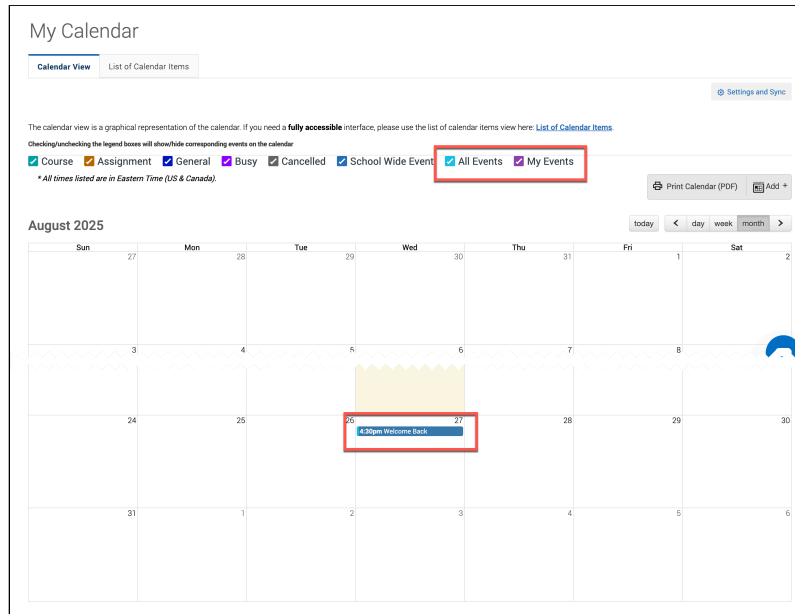 My Calendar
Calendar View List of Calendar Items
Settings and Sync
The calendar view is a graphical representation of the calendar. If you need a fully accessible interface, please use the list of calendar items view here: List of Calendar Items.
Checking/unchecking the legend boxes will show/hide corresponding events on the calendar
Course Assignment General Busy Cancelled School Wide Event All Events My Events
* All times listed are in Eastern Time (US & Canada).
Print Calendar (PDF) Add +
August 2025
today day week month
Sun Mon Tue Wed Thu Fri Sat
27 28 29 30 31 1 2
3 4 5 6 7 8
24 25 26 27 28 29 30
4:30pm Welcome Back
31 1 2 3 4 5 6